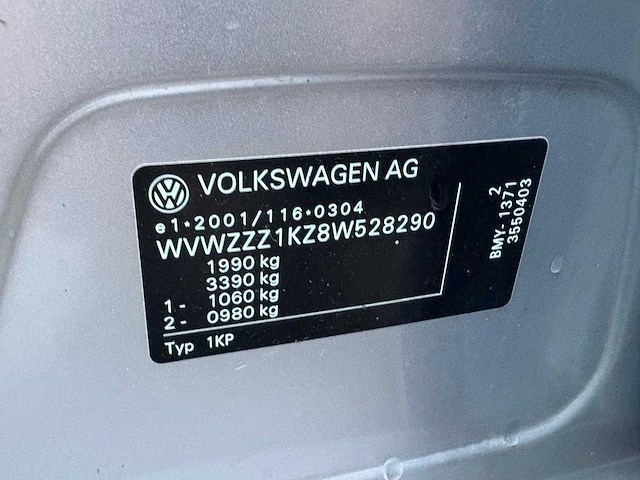 VOLKSWAGEN AG
e1*2001/116*0304
WVWZZZ1KZ8W528290
1990 kg
3390 kg
1- 1060 kg
2- 0980 kg
Typ 1KP
2
BMY-1371
3550403